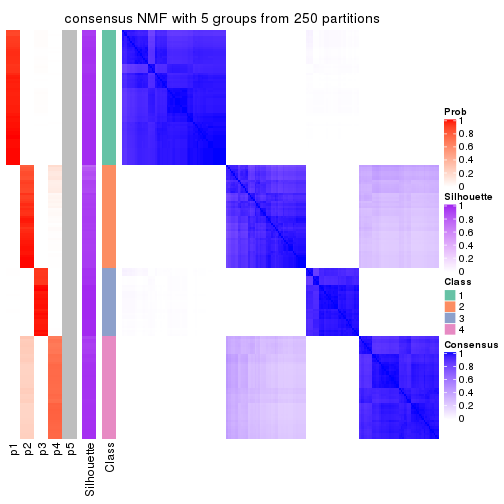 consensus NMF with 5 groups from 250 partitions
Prob
1
0.8
0.6
0.4
0.2
0
Silhouette
1
0.8
0.6
0.4
0.2
0
Class
1
2
3
4
Consensus
1
0.8
0.6
0.4
0.2
0
p1
p2
p3
p4
p5
Silhouette
Class